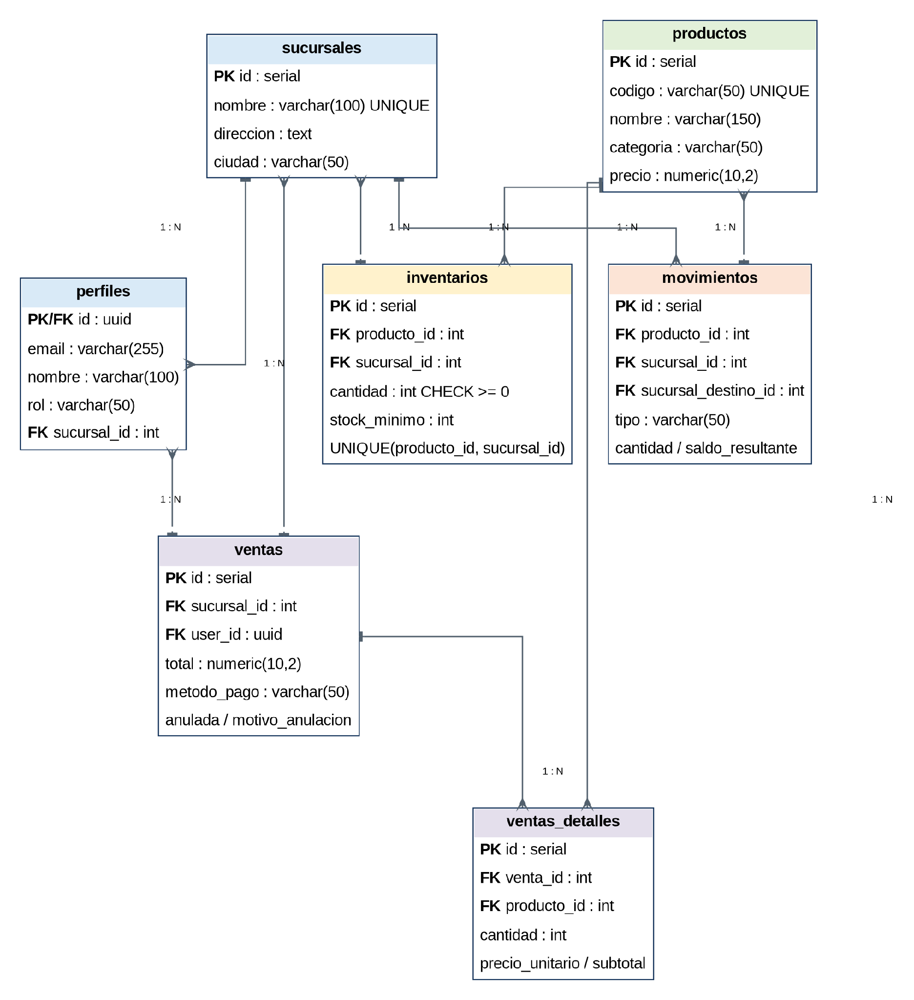 sucursales
PK id : serial
nombre : varchar(100) UNIQUE
direccion : text
ciudad : varchar(50)
productos
PK id : serial
codigo : varchar(50) UNIQUE
nombre : varchar(150)
categoria : varchar(50)
precio : numeric(10,2)
1 : N
1 : N
1 : N
1 : N
1 : N
perfiles
PK/FK id : uuid
email : varchar(255)
nombre : varchar(100)
rol : varchar(50)
FK sucursal_id : int
1 : N
inventarios
PK id : serial
FK producto_id : int
FK sucursal_id : int
cantidad : int CHECK >= 0
stock_minimo : int
UNIQUE(producto_id, sucursal_id)
movimientos
PK id : serial
FK producto_id : int
FK sucursal_id : int
FK sucursal_destino_id : int
tipo : varchar(50)
cantidad / saldo_resultante
1 : N
1 : N
ventas
PK id : serial
FK sucursal_id : int
FK user_id : uuid
total : numeric(10,2)
metodo_pago : varchar(50)
anulada / motivo_anulacion
1 : N
ventas_detalles
PK id : serial
FK venta_id : int
FK producto_id : int
cantidad : int
precio_unitario / subtotal